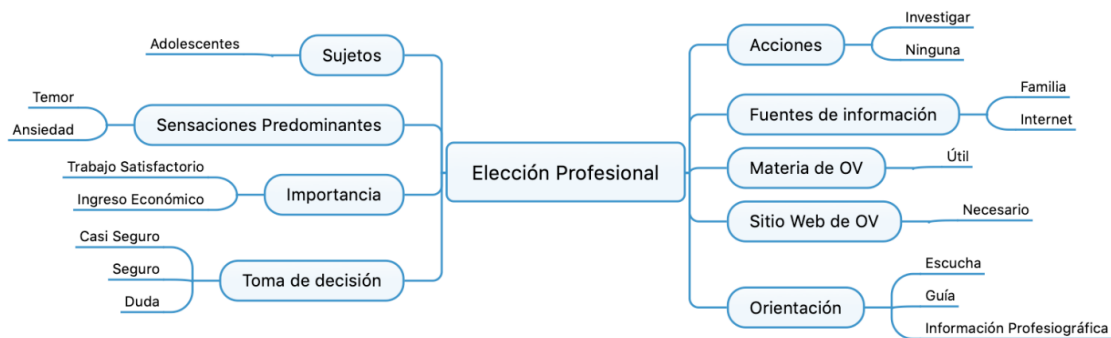 Elección Profesional
Sujetos
Adolescentes
Sensaciones Predominantes
Temor
Ansiedad
Importancia
Trabajo Satisfactorio
Ingreso Económico
Toma de decisión
Casi Seguro
Seguro
Duda
Acciones
Investigar
Ninguna
Fuentes de información
Familia
Internet
Materia de OV
Útil
Sitio Web de OV
Necesario
Orientación
Escucha
Guía
Información Profesiográfica